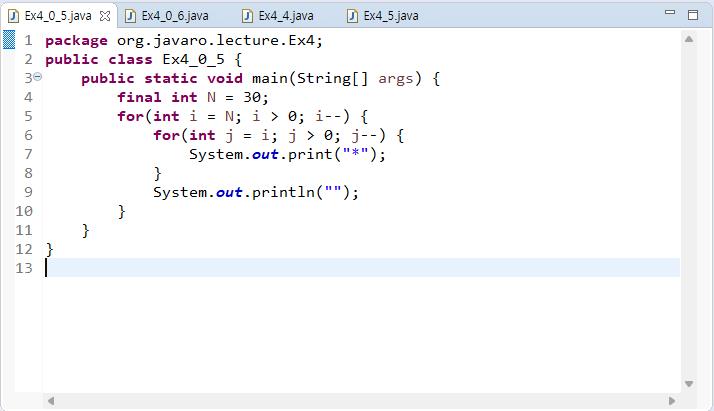 Ex4_0_5.java Ex4_0_6.java Ex4_4.java Ex4_5.java
1 package org.javaro.lecture.Ex4;
2 public class Ex4_0_5 {
3 public static void main(String[] args) {
4 final int N = 30;
5 for(int i = N; i > 0; i--) {
6 for(int j = i; j > 0; j--) {
7 System.out.print("*");
8 }
9 System.out.println("");
10 }
11 }
12 }
13